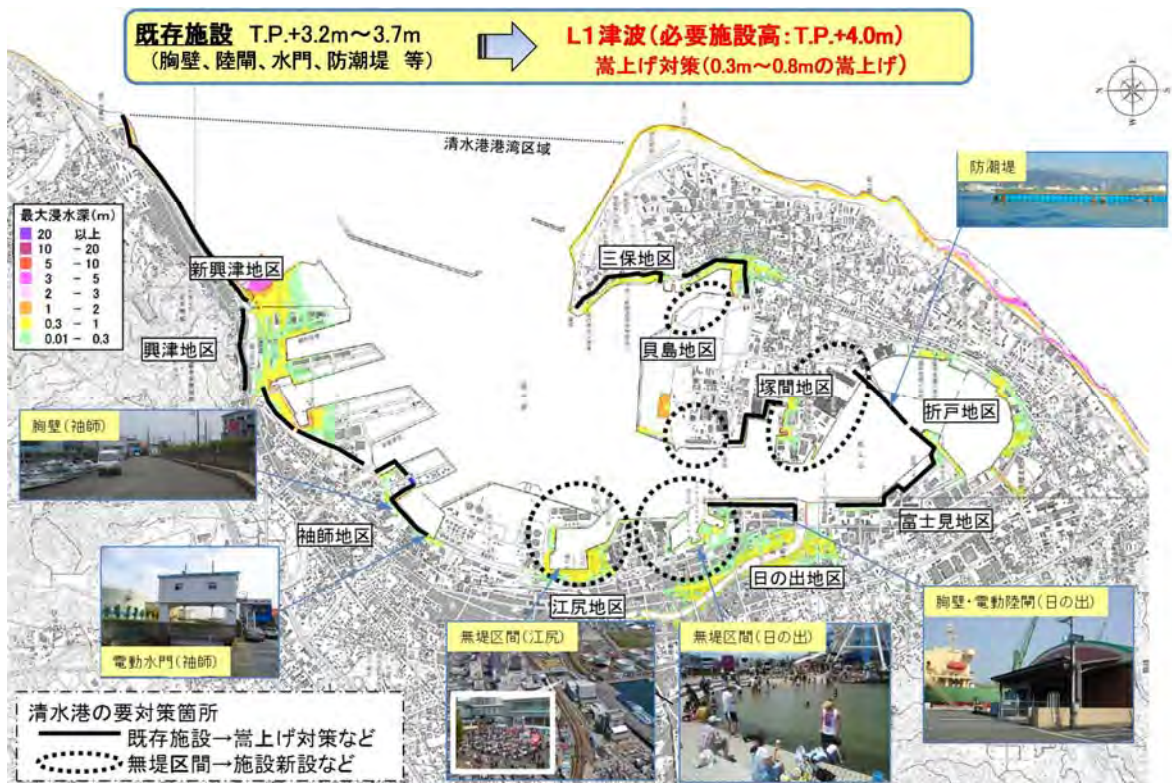 既存施設 T.P.+3.2m～3.7m
(胸壁、陸閘、水門、防潮堤 等)
L1津波(必要施設高:T.P.+4.0m)
嵩上げ対策(0.3m～0.8mの嵩上げ)
E
N
S
W
清水港港湾区域
防潮堤
最大浸水深(m)
20 以上
10 -20
5 -10
3 - 5
2 - 3
1 - 2
0.3 - 1
0.01 - 0.3
新興津地区
三保地区
興津地区
貝島地区
塚間地区
折戸地区
胸壁(袖師)
袖師地区
富士見地区
江尻地区
日の出地区
電動水門(袖師)
無堤区間(江尻)
無堤区間(日の出)
胸壁・電動陸閘(日の出)
清水港の要対策箇所
既存施設→嵩上げ対策など
無堤区間→施設新設など